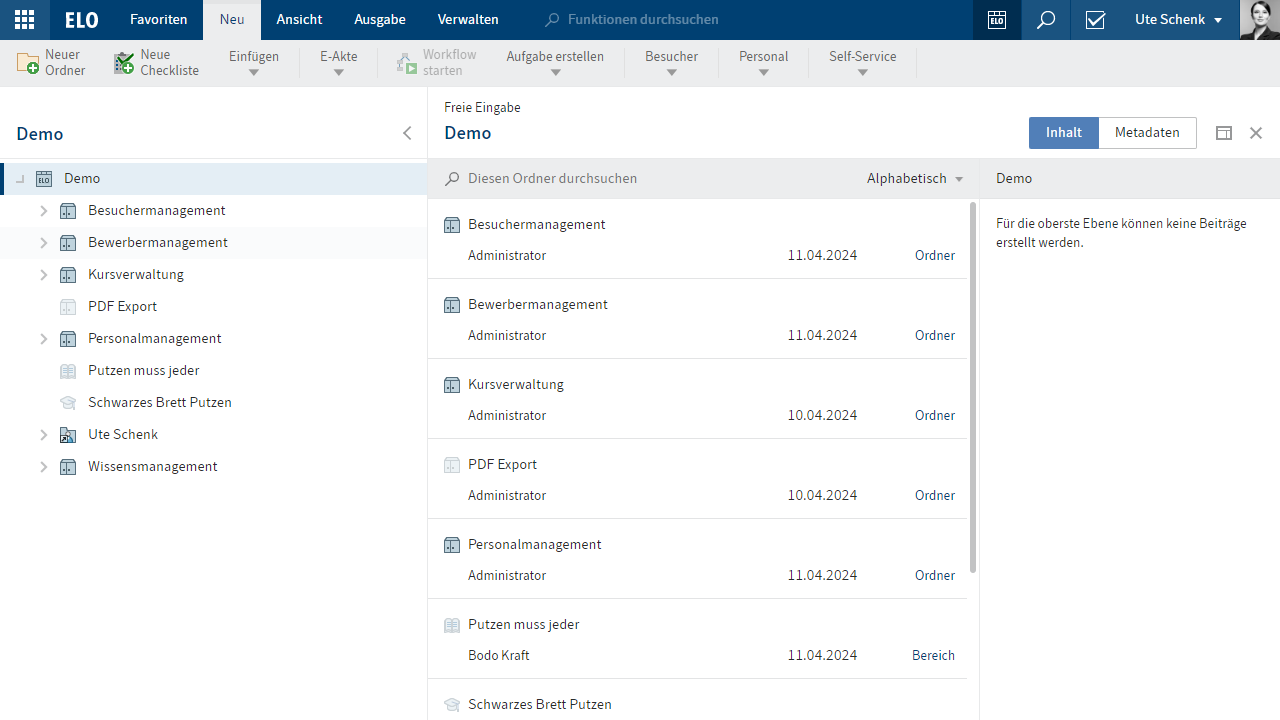 ELO Favoriten Neu Ansicht Ausgabe Verwalten Funktionen durchsuchen ELO Ute Schenk
Neuer Ordner
Neue Checkliste
Einfügen
E-Akte
Workflow starten
Aufgabe erstellen
Besucher
Personal
Self-Service
Demo
ELO Demo
Besuchermanagement
Bewerbermanagement
Kursverwaltung
PDF Export
Personalmanagement
Putzen muss jeder
Schwarzes Brett Putzen
Ute Schenk
Wissensmanagement
Freie Eingabe
Demo
Inhalt Metadaten
Diesen Ordner durchsuchen Alphabetisch
Besuchermanagement
Administrator 11.04.2024 Ordner
Bewerbermanagement
Administrator 11.04.2024 Ordner
Kursverwaltung
Administrator 10.04.2024 Ordner
PDF Export
Administrator 10.04.2024 Ordner
Personalmanagement
Administrator 11.04.2024 Ordner
Putzen muss jeder
Bodo Kraft 11.04.2024 Bereich
Schwarzes Brett Putzen
Demo
Für die oberste Ebene können keine Beiträge
erstellt werden.